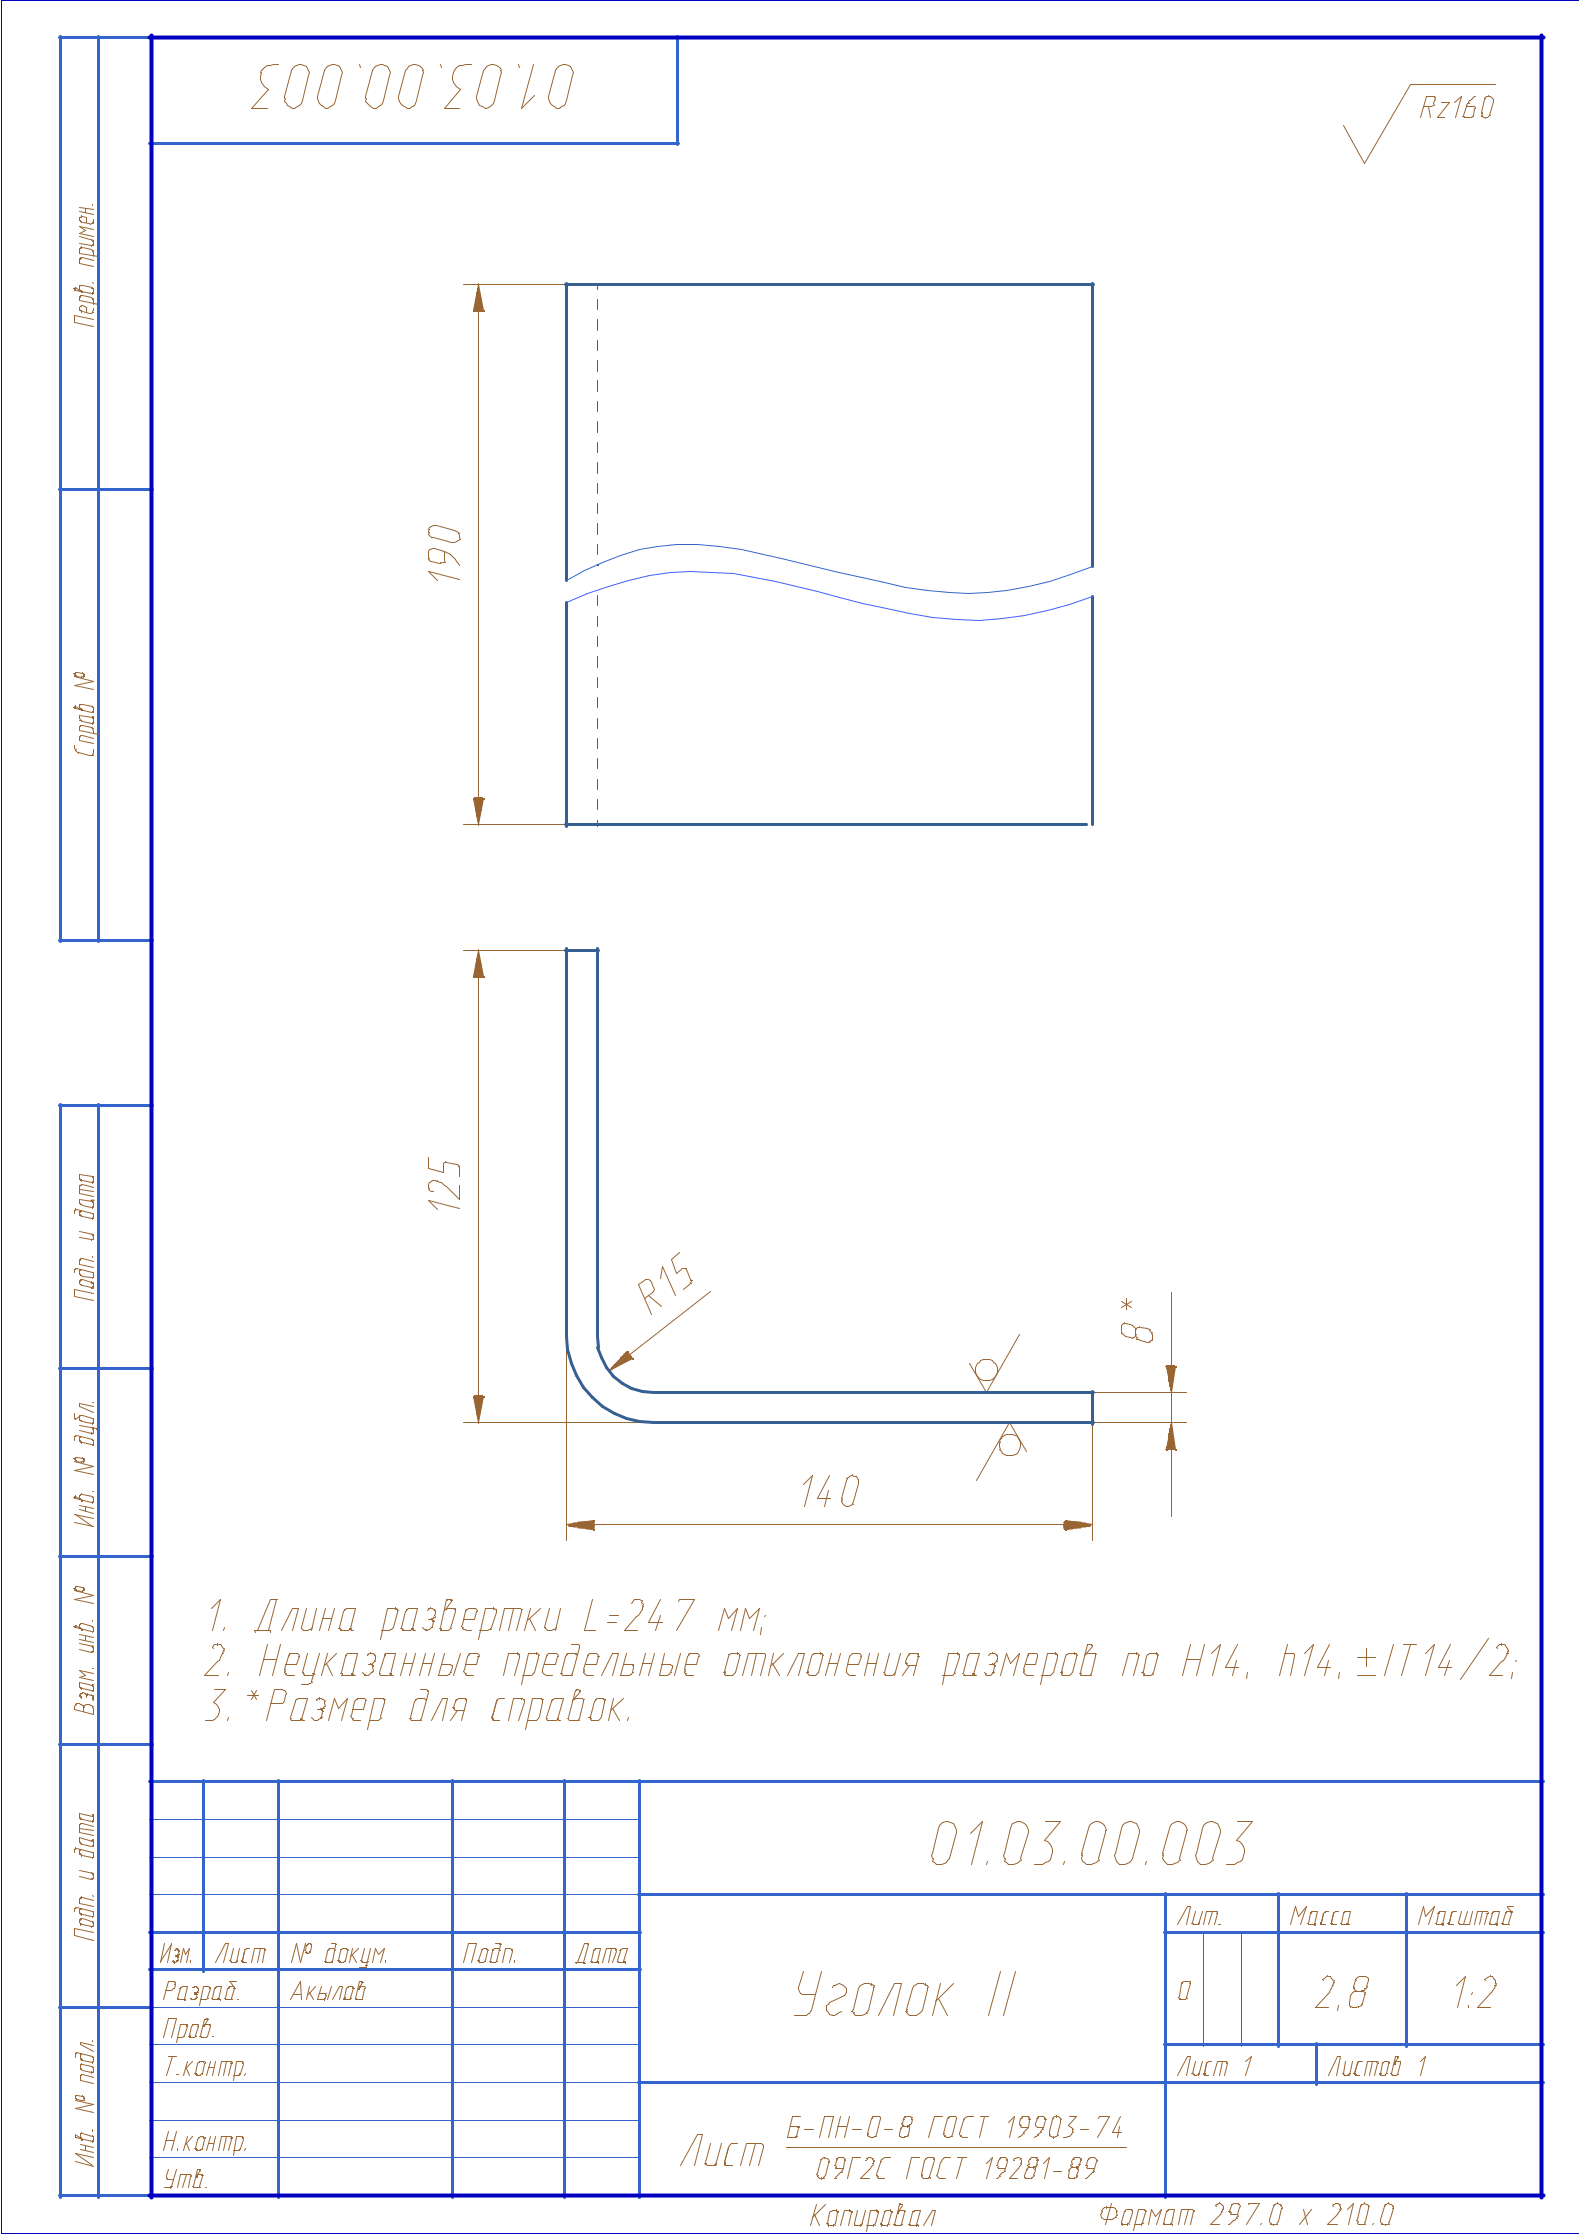 01.03.00.003
Rz160
Перв. примен.
Справ №
190
125
R15
8*
140
Подп. и дата
Инв. № дубл.
Взам. инв. №
Подп. и дата
Инв. № подл.
1. Длина развертки L=247 мм;
2. Неуказанные предельные отклонения размеров по H14, h14, ±IT14/2;
3.*Размер для справок.
01.03.00.003
Изм. Лист № докум. Подп. Дата
Разраб. Акылов
Пров.
Т.контр.
Н.контр.
Утв.
Уголок II
Лит. Масса Масштаб
а 2,8 1:2
Лист 1 Листов 1
Лист Б-ПН-О-8 ГОСТ 19903-74
09Г2С ГОСТ 19281-89
Копировал Формат 297.0 x 210.0